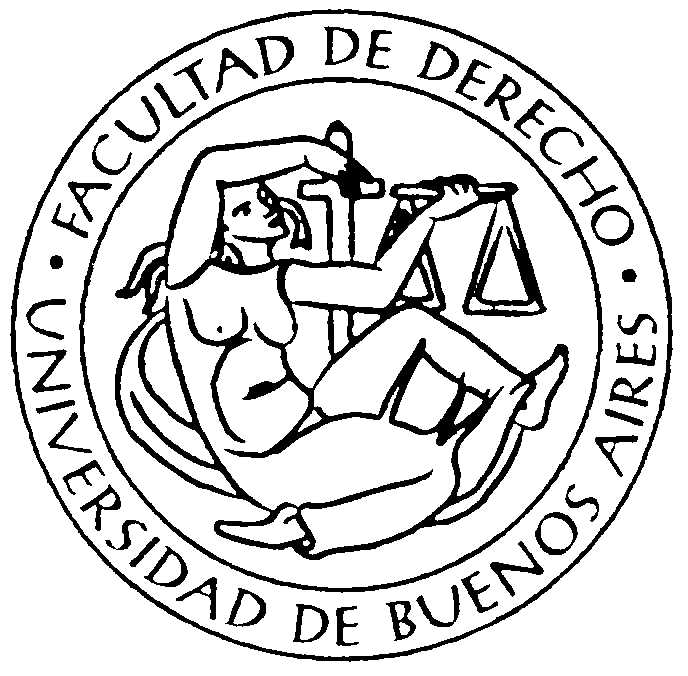 FACULTAD DE DERECHO
UNIVERSIDAD DE BUENOS AIRES